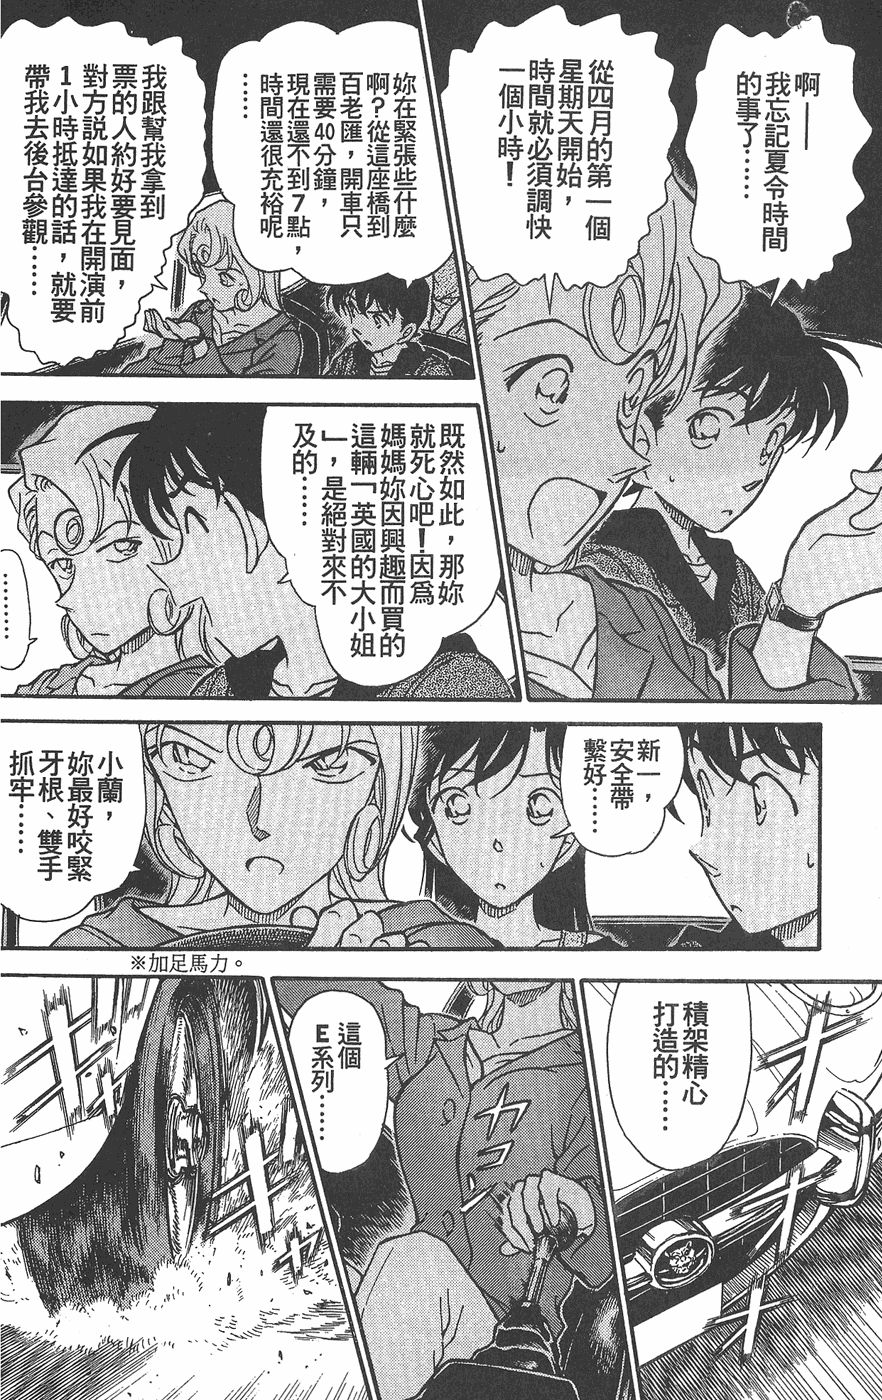 啊──
我忘記夏令時間
的事了……
從四月的第一個
星期天開始，
時間就必須調快
一個小時！
妳在緊張些什麼
啊？從這座橋到
百老匯，開車只
需要40分鐘，
現在還不到7點，
時間還很充裕呢
……
我跟幫我拿到
票的人約好要見面，
對方說如果我在開演前
1小時抵達的話，就要
帶我去後台參觀……
既然如此，那妳
就死心吧！因為
媽媽妳因興趣而買的
這輛「英國的大小姐
」，是絕對來不
及的……
………
新一，
安全帶
繫好……
小蘭，
妳最好咬緊
牙根、雙手
抓牢……
※加足馬力。
積架精心
打造的……
這個
E系列……
カコン